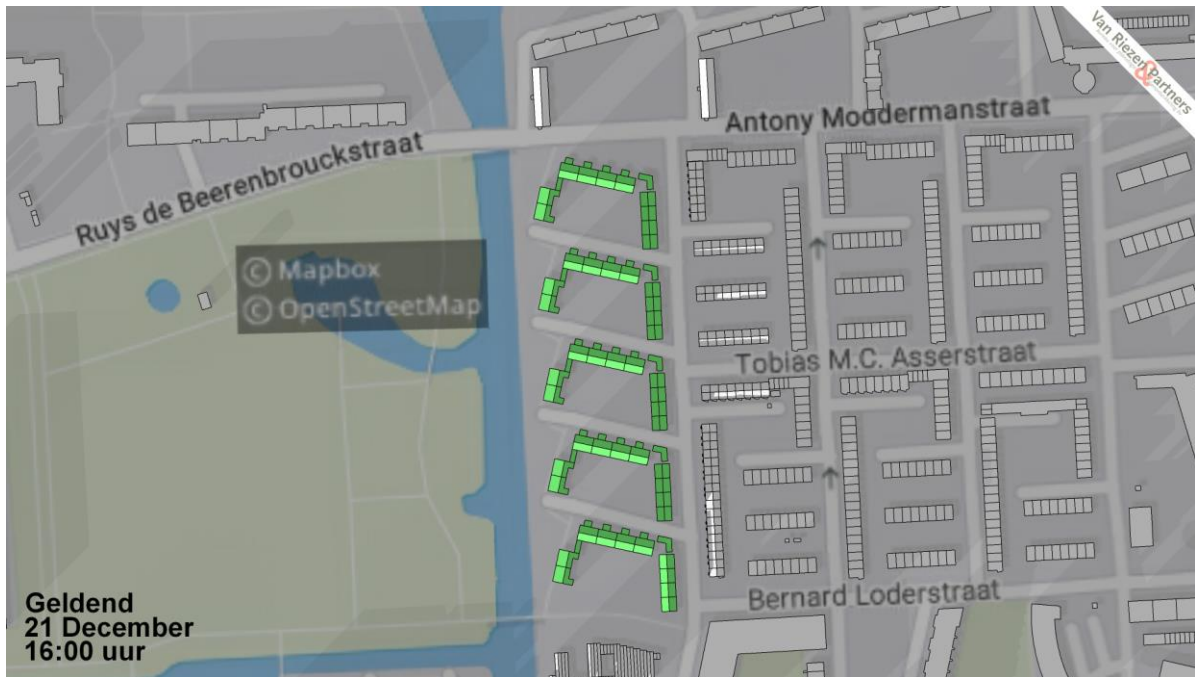 Van Riezen & Partners
Antony Moddermanstraat
Ruys de Beerenbrouckstraat
© Mapbox
© OpenStreetMap
Tobias M.C. Asserstraat
Bernard Loderstraat
Geldend
21 December
16:00 uur